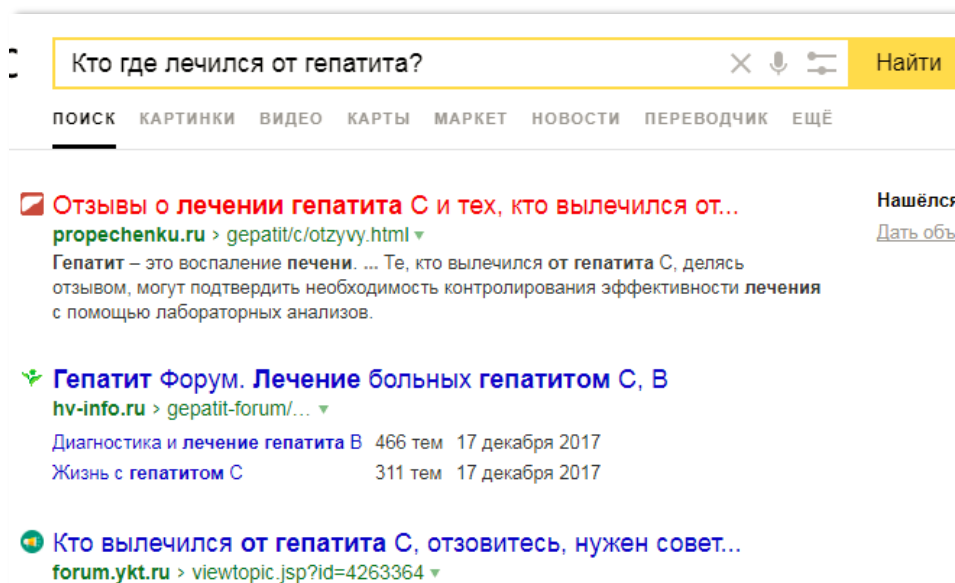 Кто где лечился от гепатита?
Найти
ПОИСК КАРТИНКИ ВИДЕО КАРТЫ МАРКЕТ НОВОСТИ ПЕРЕВОДЧИК ЕЩЁ
Отзывы о лечении гепатита С и тех, кто вылечился от...
propechenku.ru > gepatit/c/otzyvy.html
Гепатит – это воспаление печени. ... Те, кто вылечился от гепатита С, делясь
отзывом, могут подтвердить необходимость контролирования эффективности лечения
с помощью лабораторных анализов.
Нашёлся
Дать объ
Гепатит Форум. Лечение больных гепатитом С, В
hv-info.ru > gepatit-forum/...
Диагностика и лечение гепатита В 466 тем 17 декабря 2017
Жизнь с гепатитом С 311 тем 17 декабря 2017
Кто вылечился от гепатита С, отзовитесь, нужен совет...
forum.ykt.ru > viewtopic.jsp?id=4263364